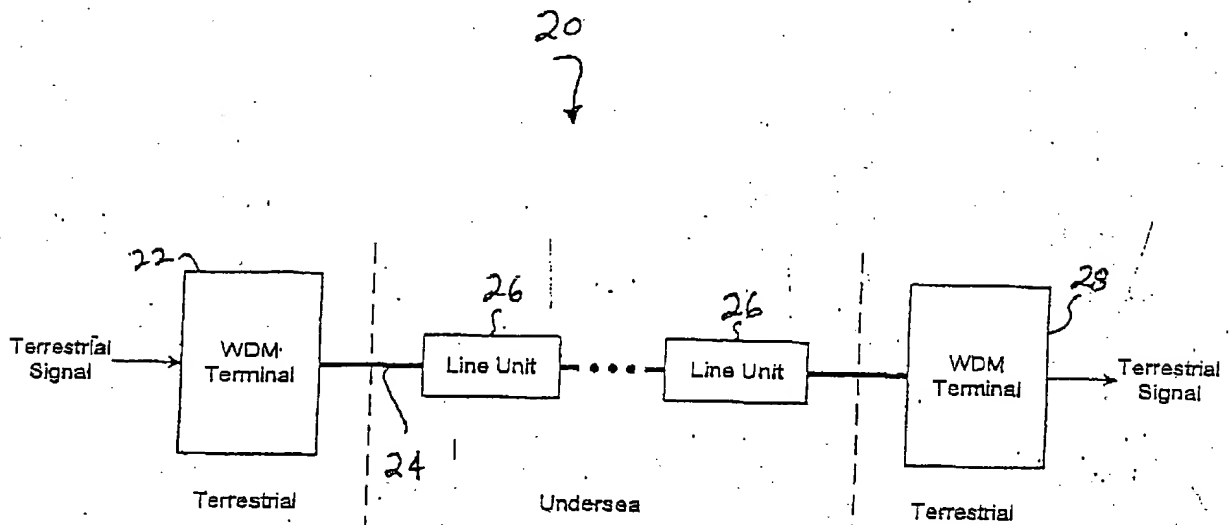 20
22
26
26
28
Terrestrial
Signal
WDM
Terminal
Line Unit
Line Unit
WDM
Terminal
Terrestrial
Signal
24
Terrestrial
Undersea
Terrestrial